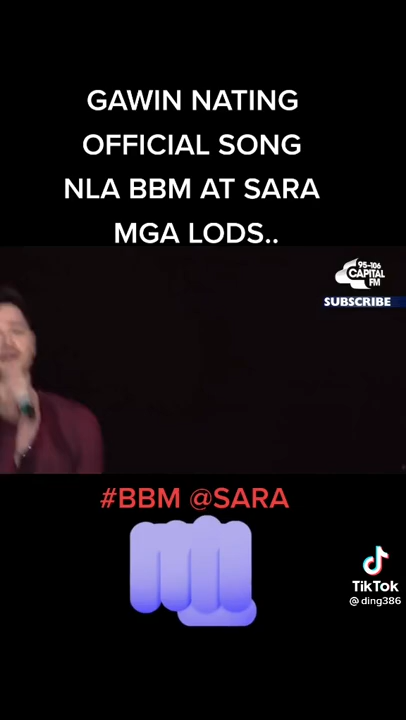 GAWIN NATING
OFFICIAL SONG
NLA BBM AT SARA
MGA LODS..
95-106
CAPITAL
FM
SUBSCRIBE
#BBM @SARA
TikTok
@ding386